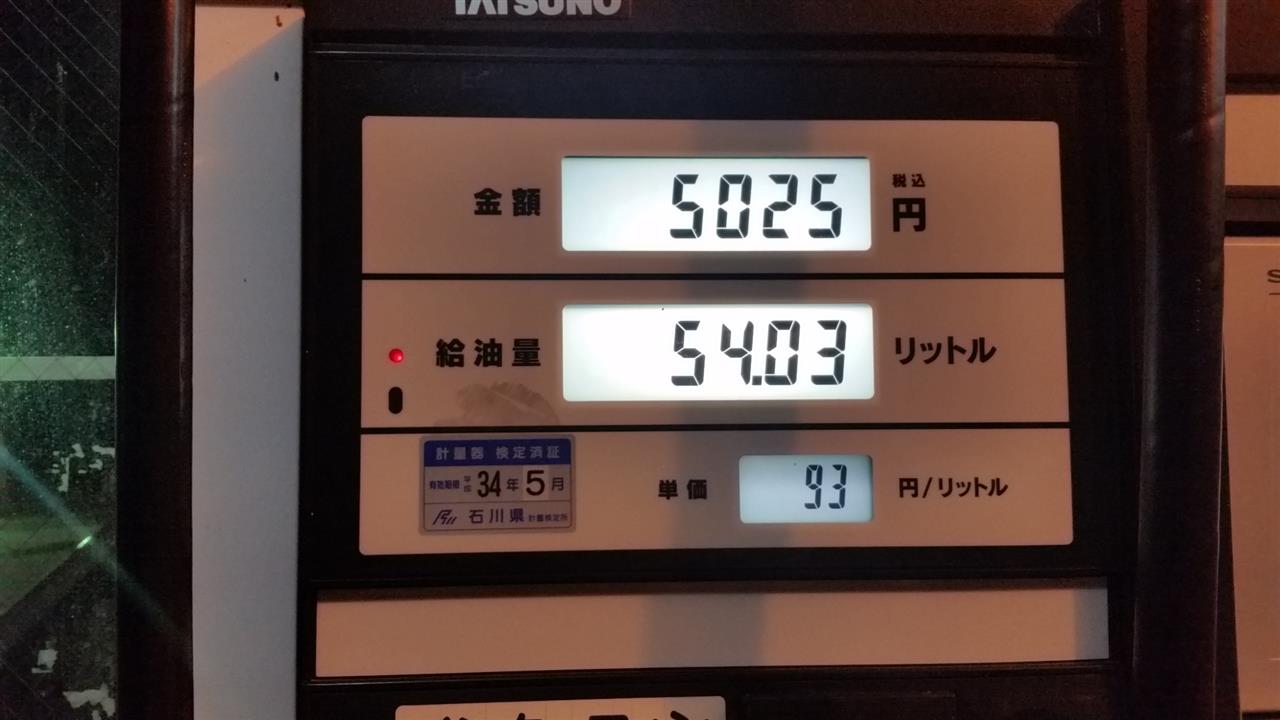 TATSUNO
金額 5025 税込 円
給油量 54.03 リットル
計量器 検定済証
有効期限 平成 34年 5月
石川県 計量検定所
単価 93 円/リットル